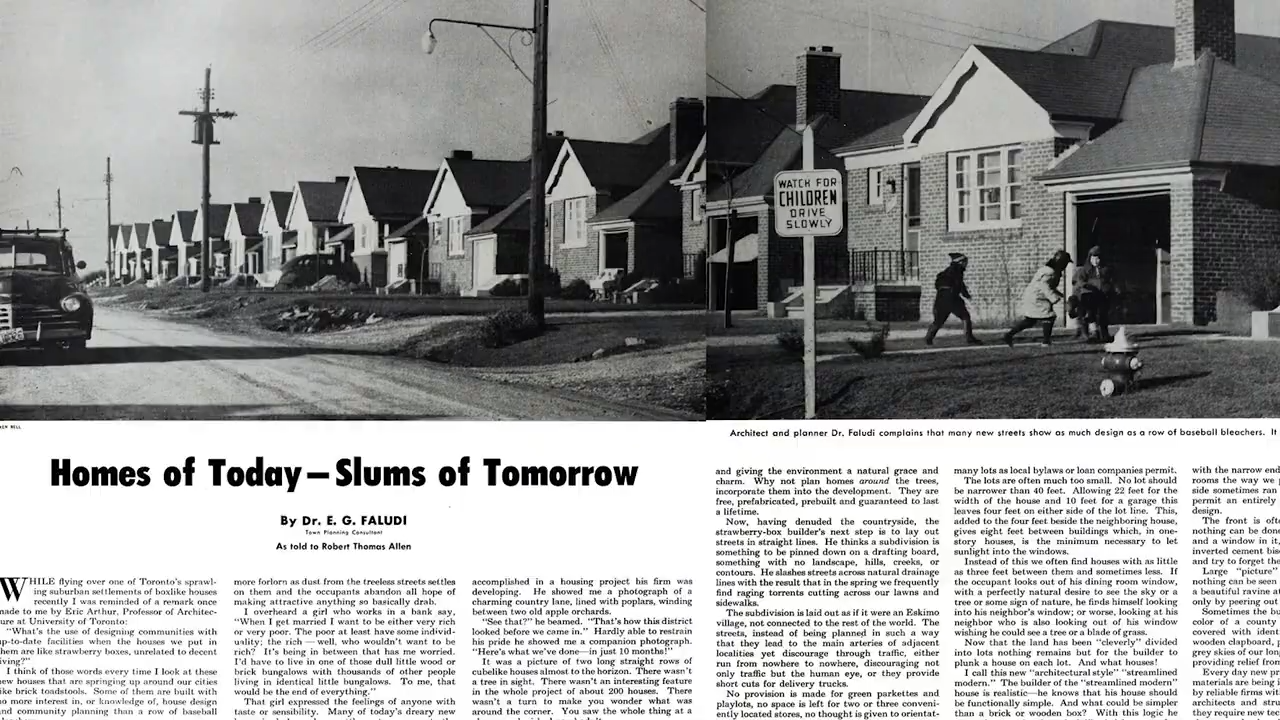 WATCH FOR
CHILDREN
DRIVE
SLOWLY
KEN BELL
Architect and planner Dr. Faludi complains that many new streets show as much design as a row of baseball bleachers. It
Homes of Today—Slums of Tomorrow
By Dr. E. G. FALUDI
Town Planning Consultant
As told to Robert Thomas Allen
WHILE flying over one of Toronto's sprawl-
ing suburban settlements of boxlike houses
recently I was reminded of a remark once
made to me by Eric Arthur, Professor of Architec-
ture at University of Toronto:
"What's the use of designing communities with
up-to-date facilities when the houses we put in
them are like strawberry boxes, unrelated to decent
living?"
I think of those words every time I look at these
new houses that are springing up around our cities
like brick toadstools. Some of them are built with
no more interest in, or knowledge of, house design
and community planning than a row of baseball
more forlorn as dust from the treeless streets settles
on them and the occupants abandon all hope of
making attractive anything so basically drab.
I overheard a girl who works in a bank say,
"When I get married I want to be either very rich
or very poor. The poor at least have some individ-
uality; the rich—well, who wouldn't want to be
rich? It's being in between that has me worried.
I'd have to live in one of those dull little wood or
brick bungalows with thousands of other people
living in identical little bungalows. To me, that
would be the end of everything."
That girl expressed the feelings of anyone with
taste or sensibility. Many of today's dreary new
accomplished in a housing project his firm was
developing. He showed me a photograph of a
charming country lane, lined with poplars, winding
between two old apple orchards.
"See that?" he beamed. "That's how this district
looked before we came in." Hardly able to restrain
his pride he showed me a companion photograph.
"Here's what we've done—in just 10 months!"
It was a picture of two long straight rows of
cubelike houses almost to the horizon. There wasn't
a tree in sight. There wasn't an interesting feature
in the whole project of about 200 houses. There
wasn't a turn to make you wonder what was
around the corner. You saw the whole thing at a
and giving the environment a natural grace and
charm. Why not plan homes around the trees,
incorporate them into the development. They are
free, prefabricated, prebuilt and guaranteed to last
a lifetime.
Now, having denuded the countryside, the
strawberry-box builder's next step is to lay out
streets in straight lines. He thinks a subdivision is
something to be pinned down on a drafting board,
something with no landscape, hills, creeks, or
contours. He slashes streets across natural drainage
lines with the result that in the spring we frequently
find raging torrents cutting across our lawns and
sidewalks.
The subdivision is laid out as if it were an Eskimo
village, not connected to the rest of the world. The
streets, instead of being planned in such a way
that they lead to the main arteries of adjacent
localities yet discourage through traffic, either
run from nowhere to nowhere, discouraging not
only traffic but the human eye, or they provide
short cuts for delivery trucks.
No provision is made for green parkettes and
playlots, no space is left for two or three conveni-
ently located stores, no thought is given to orientat-
many lots as local bylaws or loan companies permit.
The lots are often much too small. No lot should
be narrower than 40 feet. Allowing 22 feet for the
width of the house and 10 feet for a garage this
leaves four feet on either side of the lot line. This,
added to the four feet beside the neighboring house,
gives eight feet between buildings which, in one-
story houses, is the minimum necessary to let
sunlight into the windows.
Instead of this we often find houses with as little
as three feet between them and sometimes less. If
the occupant looks out of his dining room window,
with a perfectly natural desire to see the sky or a
tree or some sign of nature, he finds himself looking
into his neighbor's window; or worse, looking at his
neighbor who is also looking out of his window
wishing he could see a tree or a blade of grass.
Now that the land has been "cleverly" divided
into lots nothing remains but for the builder to
plunk a house on each lot. And what houses!
I call this new "architectural style" "streamlined
modern." The builder of the "streamlined modern"
house is realistic—he knows that his house should
be functionally simple. And what could be simpler
than a brick or wooden box? With this logic he
with the narrow end
rooms the way we p
side sometimes ran
permit an entirely
design.
The front is ofte
nothing can be done
and a window in it,
inverted cement bis
and try to forget the
Large "picture"
nothing can be seen
a beautiful ravine at
only by peering out
Sometimes the bu
color of a county
covered with ident
wooden clapboard, p
grey skies of our long
providing relief from
Every day new pr
materials are being i
by reliable firms with
architects and stru
they require new tec